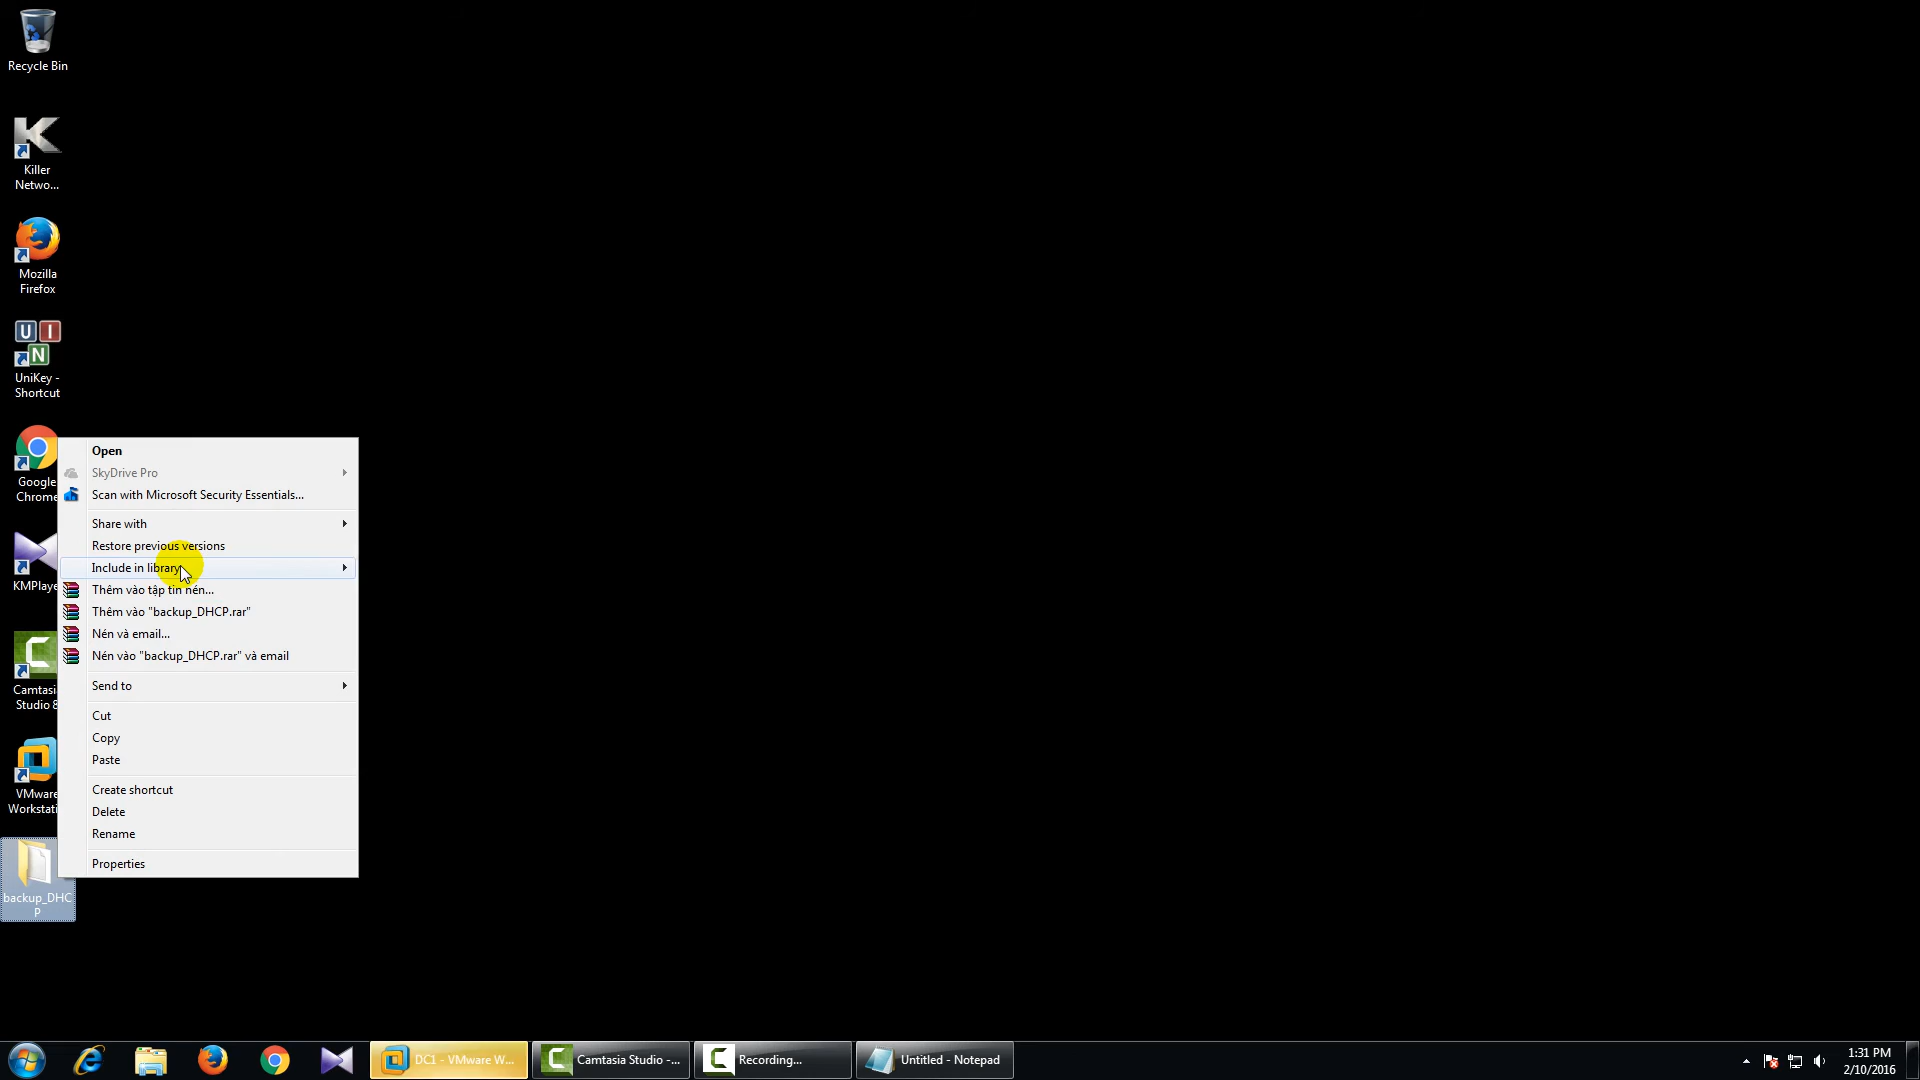 Recycle Bin
Killer
Netwo...
Mozilla
Firefox
UniKey -
Shortcut
Google
Chrome
KMPlaye
Camtasi
Studio 8
VMware
Workstati
backup_DHC
P
Open
SkyDrive Pro
Scan with Microsoft Security Essentials...
Share with
Restore previous versions
Include in library
Thêm vào tập tin nén...
Thêm vào "backup_DHCP.rar"
Nén và email...
Nén vào "backup_DHCP.rar" và email
Send to
Cut
Copy
Paste
Create shortcut
Delete
Rename
Properties
DC1 - VMware W...
Camtasia Studio -...
Recording...
Untitled - Notepad
1:31 PM
2/10/2016